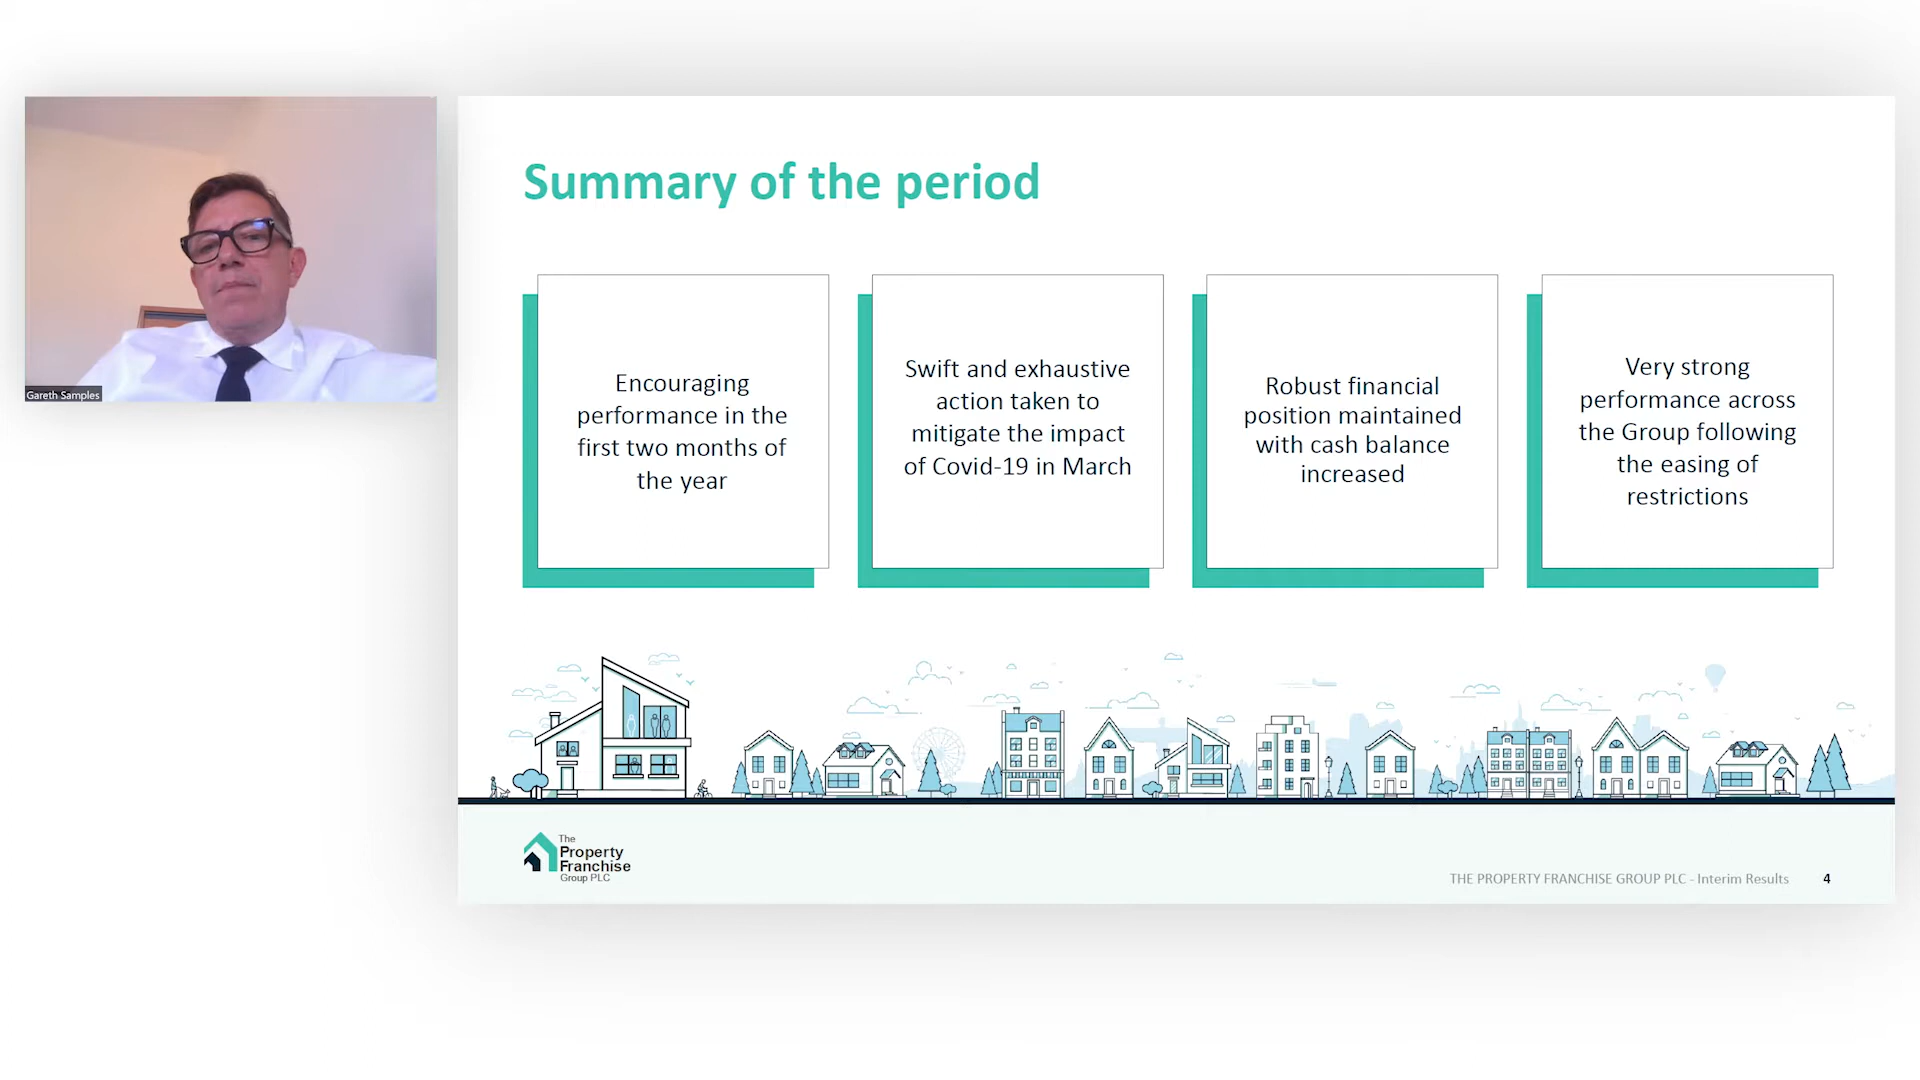 Gareth Samples
Summary of the period
Encouraging
performance in the
first two months of
the year
Swift and exhaustive
action taken to
mitigate the impact
of Covid-19 in March
Robust financial
position maintained
with cash balance
increased
Very strong
performance across
the Group following
the easing of
restrictions
The
Property
Franchise
Group PLC
THE PROPERTY FRANCHISE GROUP PLC - Interim Results 4